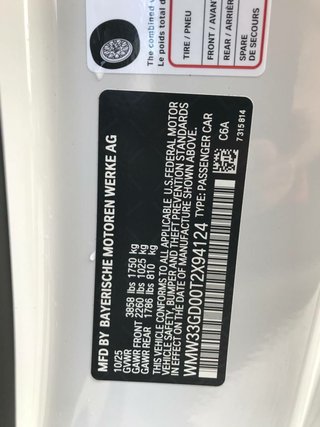 The combined w
Le poids total d
TIRE / PNEU
FRONT / AVANT
REAR / ARRIÈRE
SPARE
DE SECOURS
MFD BY BAYERISCHE MOTOREN WERKE AG
10/25
GVWR 3858 lbs 1750 kg
GAWR FRONT 2260 lbs 1025 kg
GAWR REAR 1786 lbs 810 kg
THIS VEHICLE CONFORMS TO ALL APPLICABLE U.S. FEDERAL MOTOR
VEHICLE SAFETY, BUMPER AND THEFT PREVENTION STANDARDS
IN EFFECT ON THE DATE OF MANUFACTURE SHOWN ABOVE.
WMW33GD00T2X94124 TYPE: PASSENGER CAR
C6A
7315814